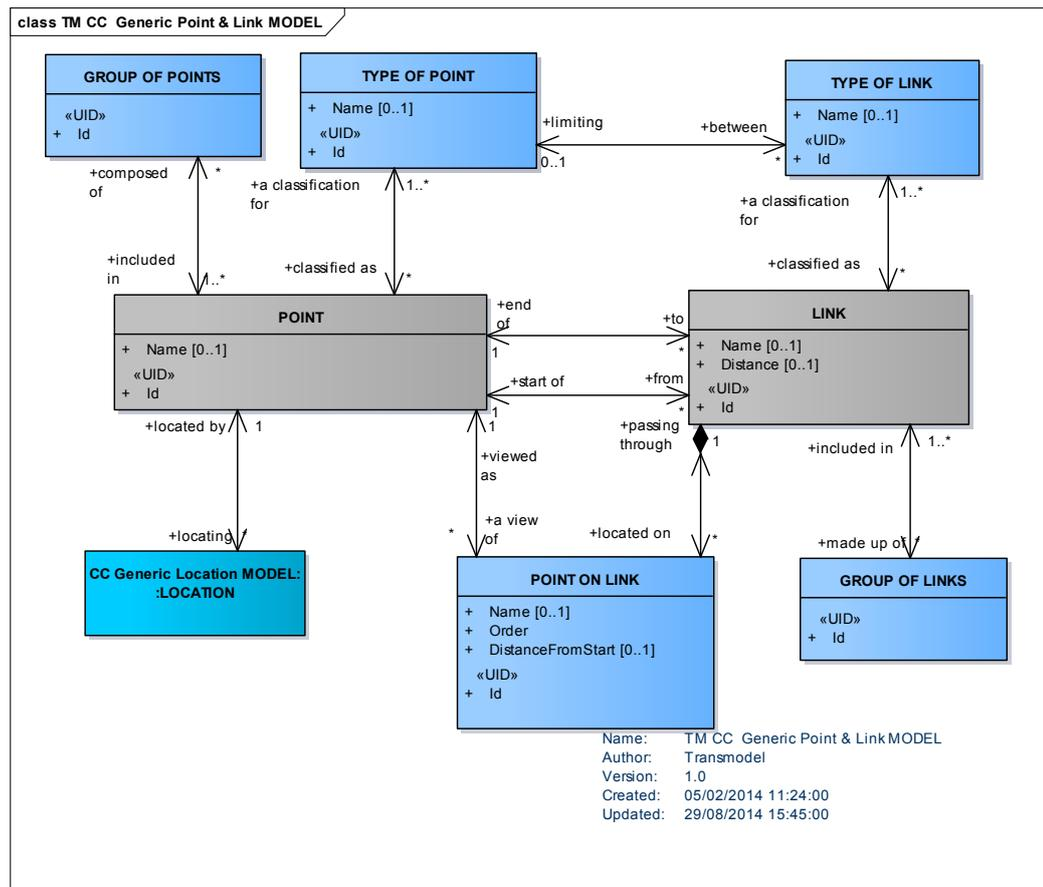 class TM CC Generic Point & Link MODEL
GROUP OF POINTS
«UID»
+ Id
TYPE OF POINT
+ Name [0..1]
«UID»
+ Id
TYPE OF LINK
+ Name [0..1]
«UID»
+ Id
+limiting
+between
0..1
*
+composed
of
*
+a classification
for
1..*
+a classification
for
1..*
+included
in
1..*
+classified as
*
+classified as
*
POINT
+ Name [0..1]
«UID»
+ Id
+end
of
+to
1
*
+start of
+from
1
*
LINK
+ Name [0..1]
+ Distance [0..1]
«UID»
+ Id
+located by
1
1
+viewed
as
+passing
through
1
+included in
1..*
+locating
*
*
+a view
of
+located on
*
+made up of
*
CC Generic Location MODEL:
:LOCATION
POINT ON LINK
+ Name [0..1]
+ Order
+ DistanceFromStart [0..1]
«UID»
+ Id
GROUP OF LINKS
«UID»
+ Id
Name: TM CC Generic Point & Link MODEL
Author: Transmodel
Version: 1.0
Created: 05/02/2014 11:24:00
Updated: 29/08/2014 15:45:00